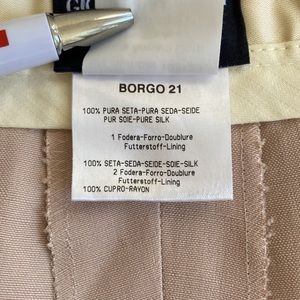 GR
BORGO 21
100% PURA SETA-PURA SEDA-SEIDE
PUR SOIE-PURE SILK
1 Fodera-Forro-Doublure
Futterstoff-Lining
100% SETA-SEDA-SEIDE-SOIE-SILK
2 Fodera-Forro-Doublure
Futterstoff-Lining
100% CUPRO-RAYON